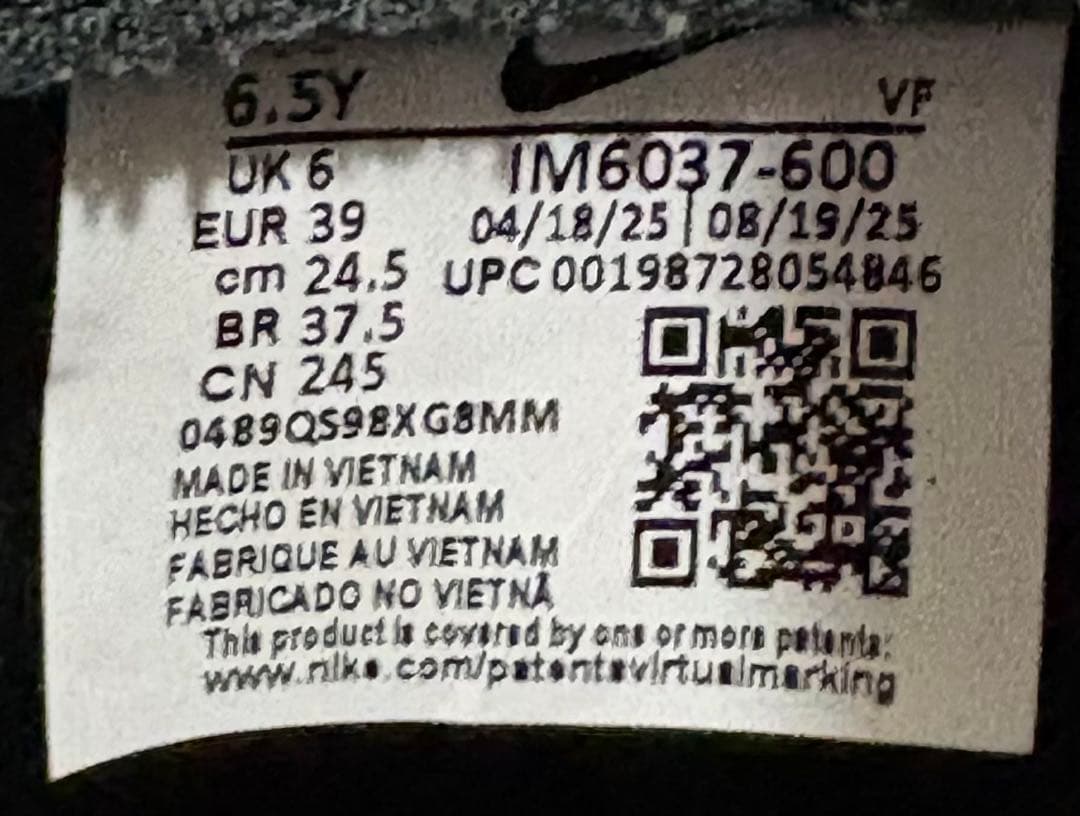 6.5Y VF
UK 6 IM6037-600
EUR 39 04/18/25 | 08/19/25
cm 24.5 UPC 00198728054846
BR 37.5
CN 245
0489QS98XG8MM
MADE IN VIETNAM
HECHO EN VIETNAM
FABRIQUE AU VIETNAM
FABRICADO NO VIETNÃ
This product is covered by one or more patents:
www.nike.com/patentsvirtualmarking